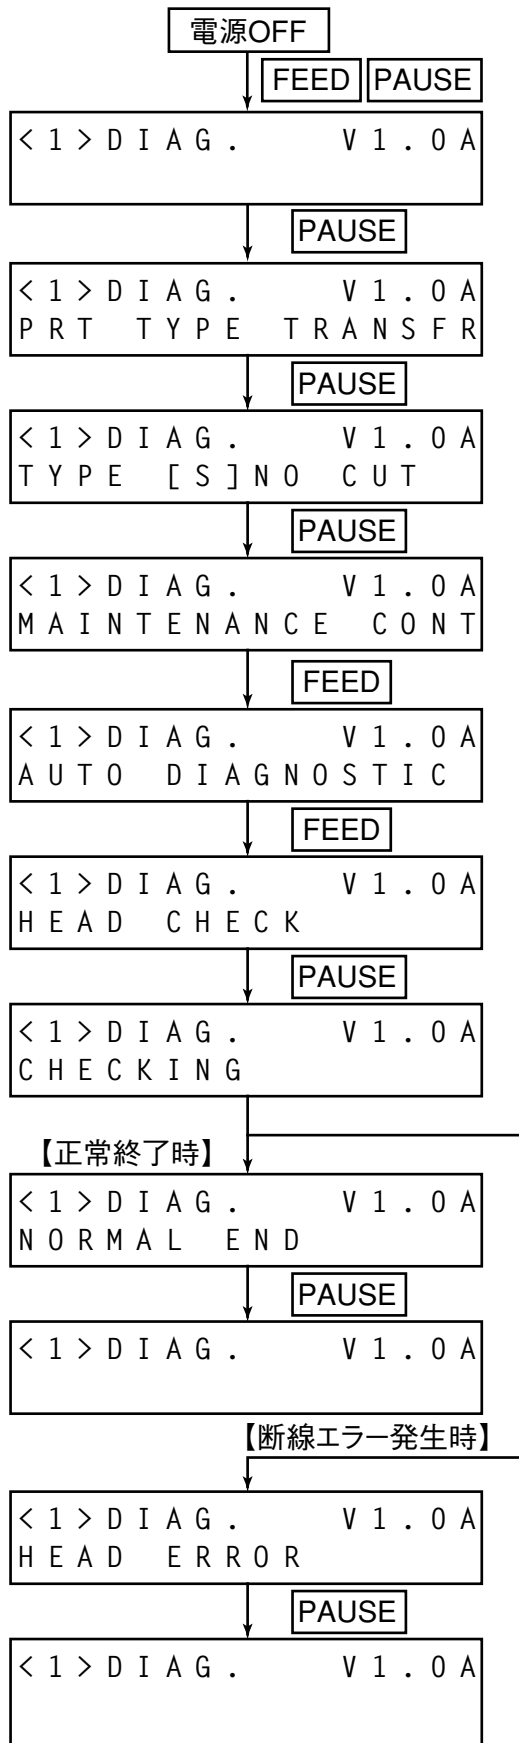 電源OFF
FEED PAUSE
<1>DIAG. V1.0A
PAUSE
<1>DIAG. V1.0A
PRT TYPE TRANSFR
PAUSE
<1>DIAG. V1.0A
TYPE [S]NO CUT
PAUSE
<1>DIAG. V1.0A
MAINTENANCE CONT
FEED
<1>DIAG. V1.0A
AUTO DIAGNOSTIC
FEED
<1>DIAG. V1.0A
HEAD CHECK
PAUSE
<1>DIAG. V1.0A
CHECKING
【正常終了時】
<1>DIAG. V1.0A
NORMAL END
PAUSE
<1>DIAG. V1.0A
【断線エラー発生時】
<1>DIAG. V1.0A
HEAD ERROR
PAUSE
<1>DIAG. V1.0A